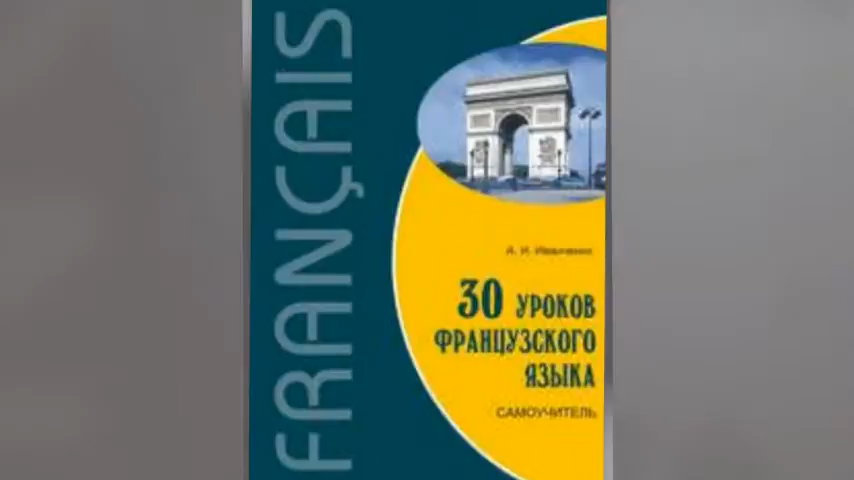 FRANÇAIS
А. И. Иванченко
30 УРОКОВ
ФРАНЦУЗСКОГО
ЯЗЫКА
САМОУЧИТЕЛЬ